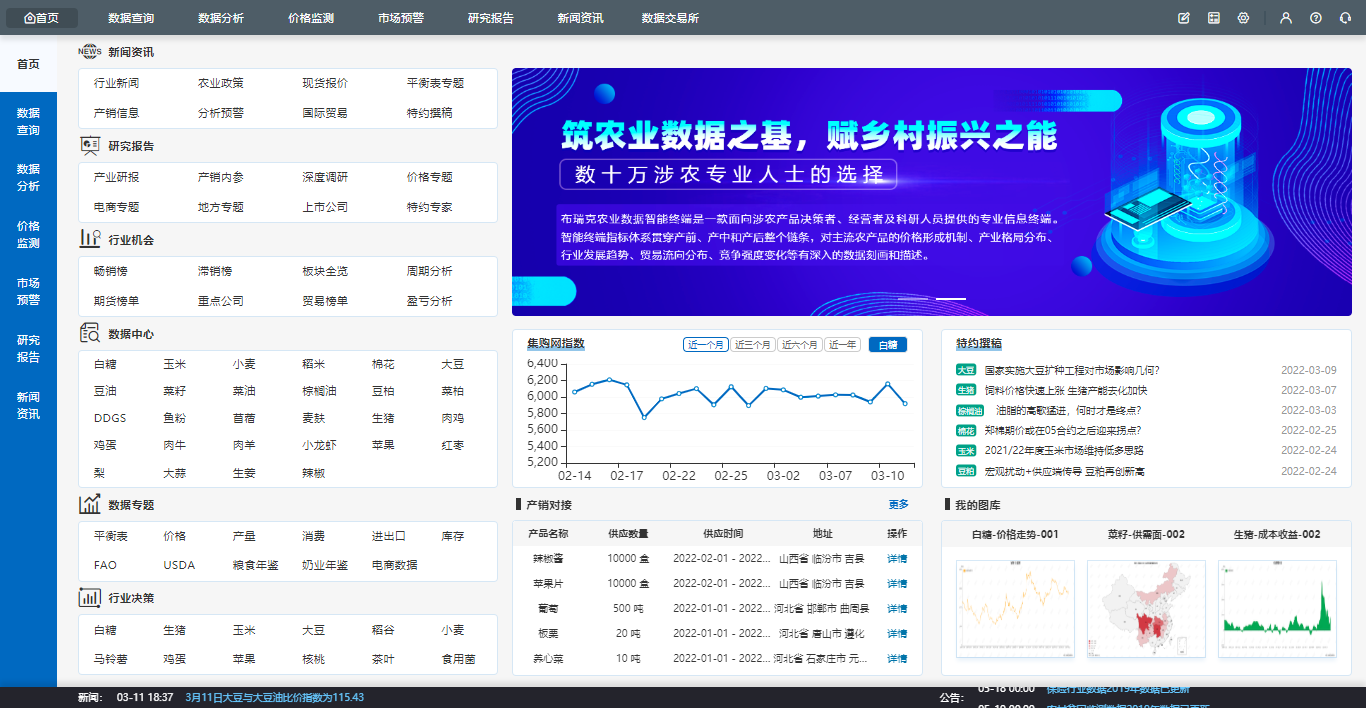 首页 数据查询 数据分析 价格监测 市场预警 研究报告 新闻资讯 数据交易所
首页
数据
查询
数据
分析
价格
监测
市场
预警
研究
报告
新闻
资讯
NEWS 新闻资讯
行业新闻 农业政策 现货报价 平衡表专题
产销信息 分析预警 国际贸易 特约撰稿
研究报告
产业研报 产销内参 深度调研 价格专题
电商专题 地方专题 上市公司 特约专家
行业机会
畅销榜 滞销榜 板块全览 周期分析
期货榜单 重点公司 贸易榜单 盈亏分析
数据中心
白糖 玉米 小麦 稻米 棉花 大豆
豆油 菜籽 菜油 棕榈油 豆柏 菜柏
DDGS 鱼粉 苜蓿 麦麸 生猪 肉鸡
鸡蛋 肉牛 肉羊 小龙虾 苹果 红枣
梨 大蒜 生姜 辣椒
数据专题
平衡表 价格 产量 消费 进出口 库存
FAO USDA 粮食年鉴 奶业年鉴 电商数据
行业决策
白糖 生猪 玉米 大豆 稻谷 小麦
马铃薯 鸡蛋 苹果 核桃 茶叶 食用菌
筑农业数据之基，赋乡村振兴之能
数十万涉农专业人士的选择
布瑞克农业数据智能终端是一款面向涉农产品决策者、经营者及科研人员提供的专业信息终端。
智能终端指标体系贯穿产前、产中和产后整个链条，对主流农产品的价格形成机制、产业格局分布、
行业发展趋势、贸易流向分布、竞争强度变化等有深入的数据刻画和描述。
集购网指数 近一个月 近三个月 近六个月 近一年 白糖
6,400
6,200
6,000
5,800
5,600
5,400
5,200
02-14 02-17 02-22 02-25 03-02 03-07 03-10
特约撰稿
大豆 国家实施大豆扩种工程对市场影响几何? 2022-03-09
生猪 饲料价格快速上涨 生猪产能去化加快 2022-03-07
棕榈油 油脂的高歌猛进，何时才是终点? 2022-03-03
棉花 郑棉期价或在05合约之后迎来拐点? 2022-02-25
玉米 2021/22年度玉米市场维持低多思路 2022-02-24
豆粕 宏观扰动+供应端传导 豆粕再创新高 2022-02-24
产销对接 更多
产品名称 供应数量 供应时间 地址 操作
辣椒酱 10000 盒 2022-02-01 - 2022... 山西省 临汾市 吉县 详情
苹果片 10000 盒 2022-02-01 - 2022... 山西省 临汾市 吉县 详情
葡萄 500 吨 2022-01-01 - 2022... 河北省 邯郸市 曲周县 详情
板栗 20 吨 2022-01-01 - 2022... 河北省 唐山市 遵化 详情
养心菜 10 吨 2022-01-01 - 2022... 河北省 石家庄市 元... 详情
我的图库
白糖-价格走势-001 菜籽-供需面-002 生猪-成本收益-002
新闻: 03-11 18:37 3月11日大豆与大豆油比价指数为115.43
公告: 05-18 00:00 保险行业数据2019年数据已更新